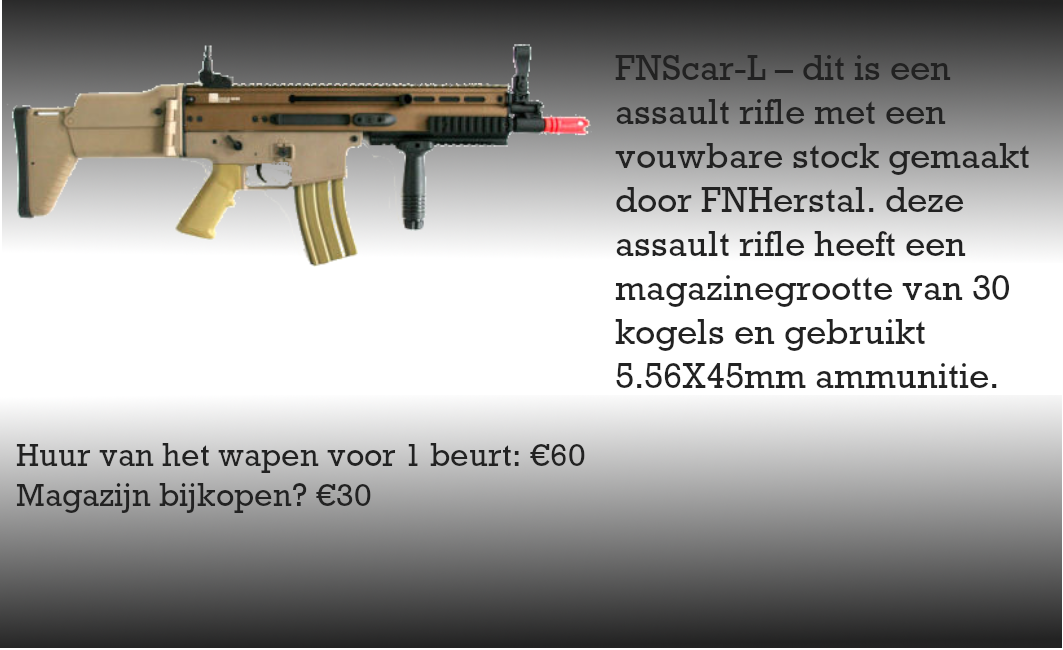 FNScar-L – dit is een
assault rifle met een
vouwbare stock gemaakt
door FNHerstal. deze
assault rifle heeft een
magazinegrootte van 30
kogels en gebruikt
5.56X45mm ammunitie.
Huur van het wapen voor 1 beurt: €60
Magazijn bijkopen? €30